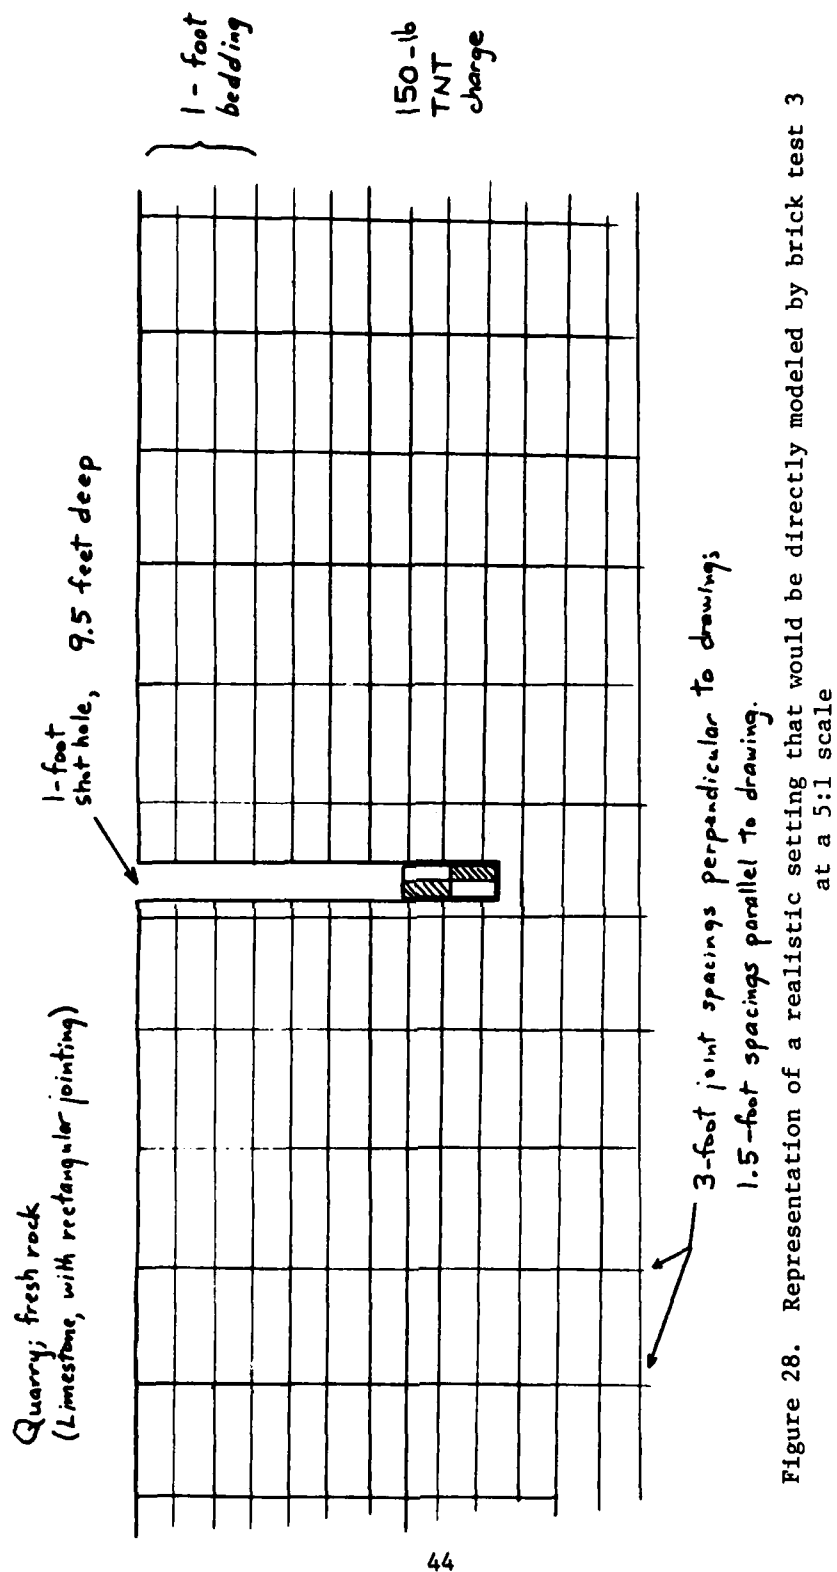 Quarry; fresh rock
(Limestone, with rectangular jointing)
1-foot
shot hole, 9.5 feet deep
1-foot
bedding
150-lb
TNT
charge
3-foot joint spacings perpendicular to drawing;
1.5-foot spacings parallel to drawing.
Figure 28. Representation of a realistic setting that would be directly modeled by brick test 3
at a 5:1 scale
44